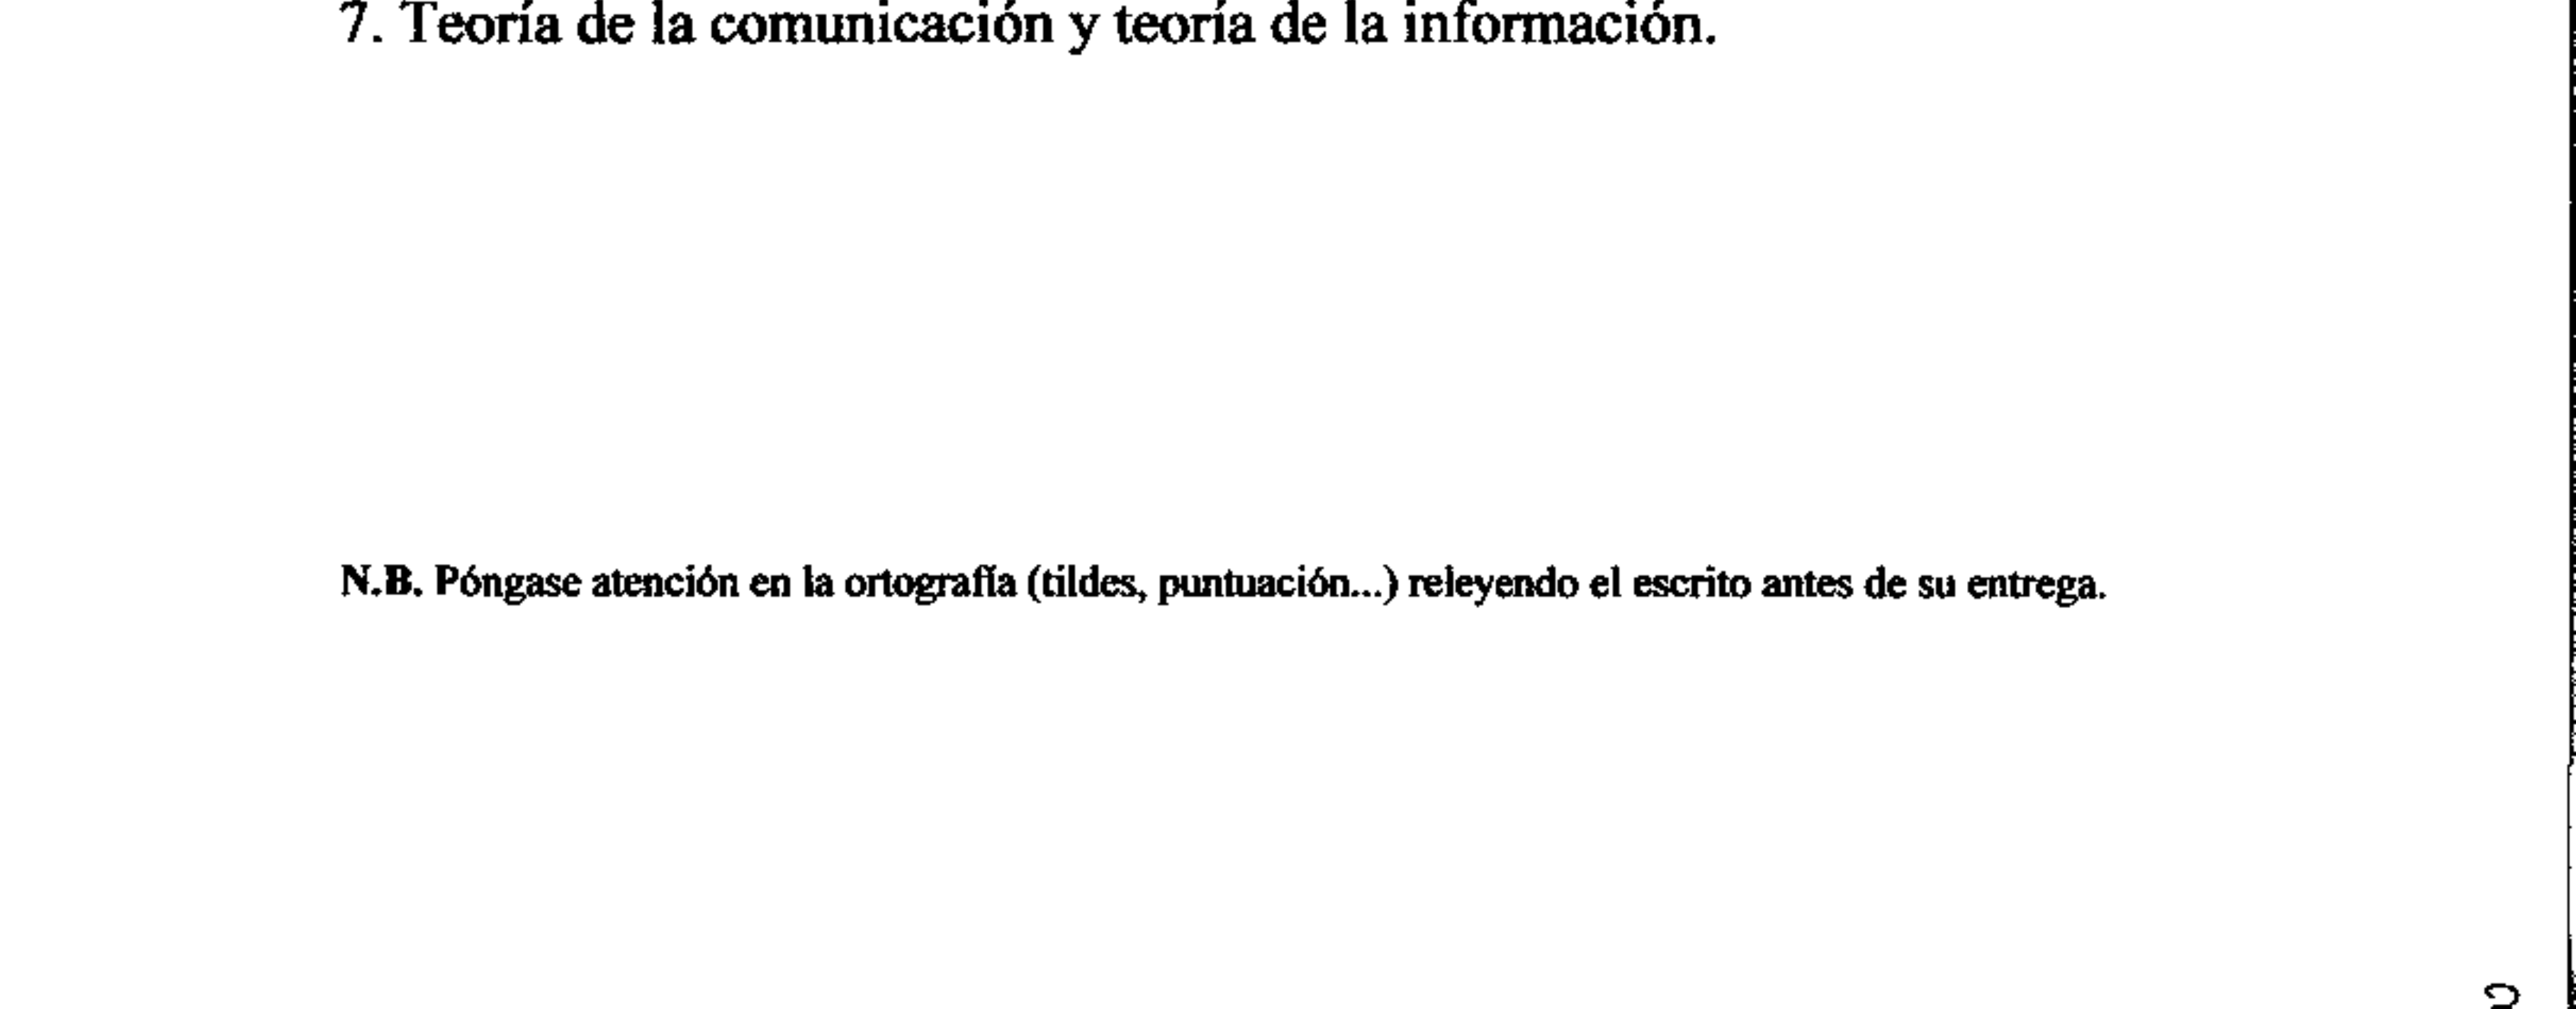 7. Teoría de la comunicación y teoría de la información.
N.B. Póngase atención en la ortografía (tildes, puntuación...) releyendo el escrito antes de su entrega.